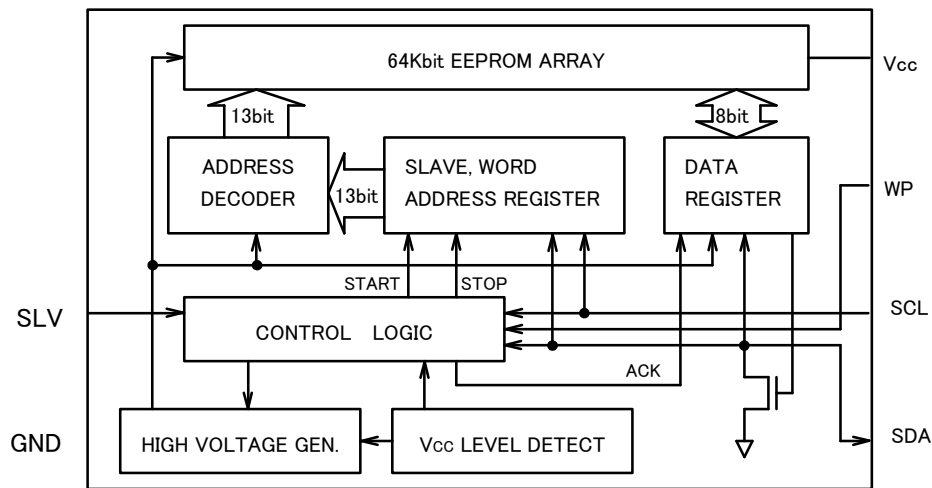 64Kbit EEPROM ARRAY
Vcc
13bit
8bit
ADDRESS
DECODER
13bit
SLAVE, WORD
ADDRESS REGISTER
DATA
REGISTER
WP
START
STOP
SLV
CONTROL LOGIC
SCL
ACK
GND
HIGH VOLTAGE GEN.
Vcc LEVEL DETECT
SDA